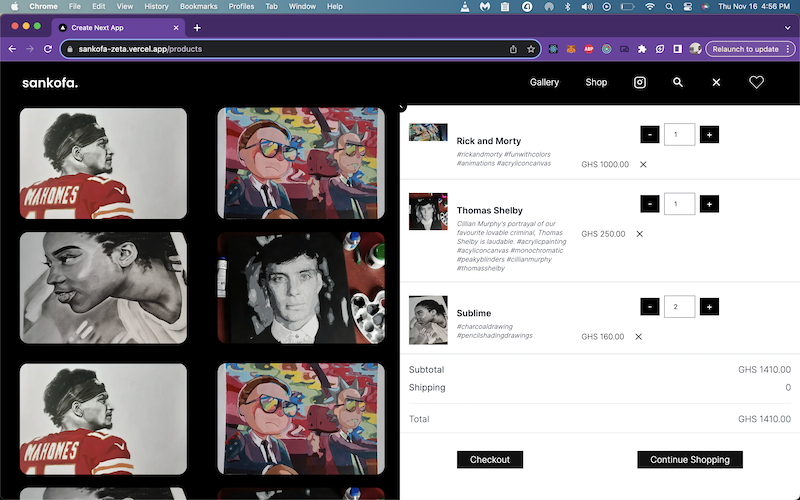 Chrome File Edit View History Bookmarks Profiles Tab Window Help
Thu Nov 16 4:56 PM
Create Next App
sankofa-zeta.vercel.app/products
ABP
Relaunch to update
sankofa.
Gallery Shop
MAHOMES
MAHOMES
Rick and Morty
#rickandmorty #funwithcolors
#animations #acryliconcanvas
- 1 +
GHS 1000.00
Thomas Shelby
Cillian Murphy's portrayal of our
favourite lovable criminal, Thomas
Shelby is laudable. #acrylicpainting
#acyliconcanvas #monochromatic
#peakyblinders #cillianmurphy
#thomasshelby
- 1 +
GHS 250.00
Sublime
#charcoaldrawing
#pencilshadingdrawings
- 2 +
GHS 160.00
Subtotal GHS 1410.00
Shipping 0
Total GHS 1410.00
Checkout Continue Shopping